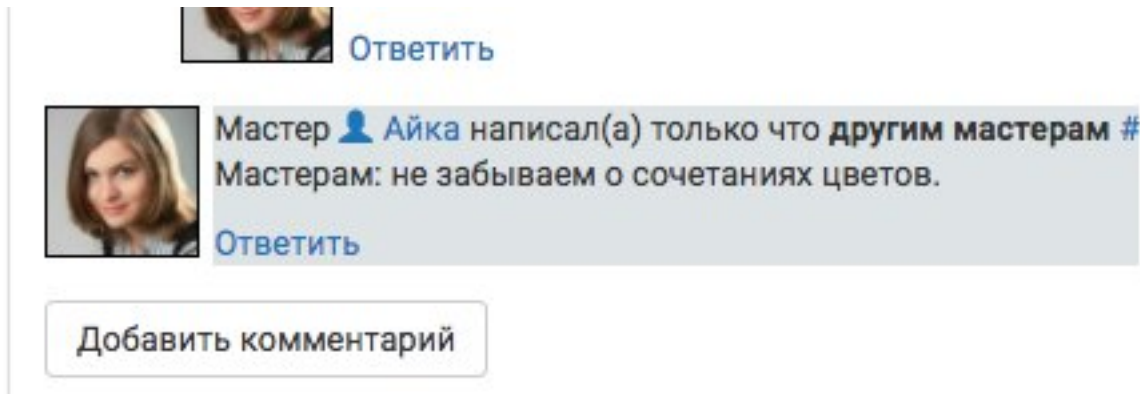 Ответить
Мастер Айка написал(а) только что другим мастерам #
Мастерам: не забываем о сочетаниях цветов.
Ответить
Добавить комментарий